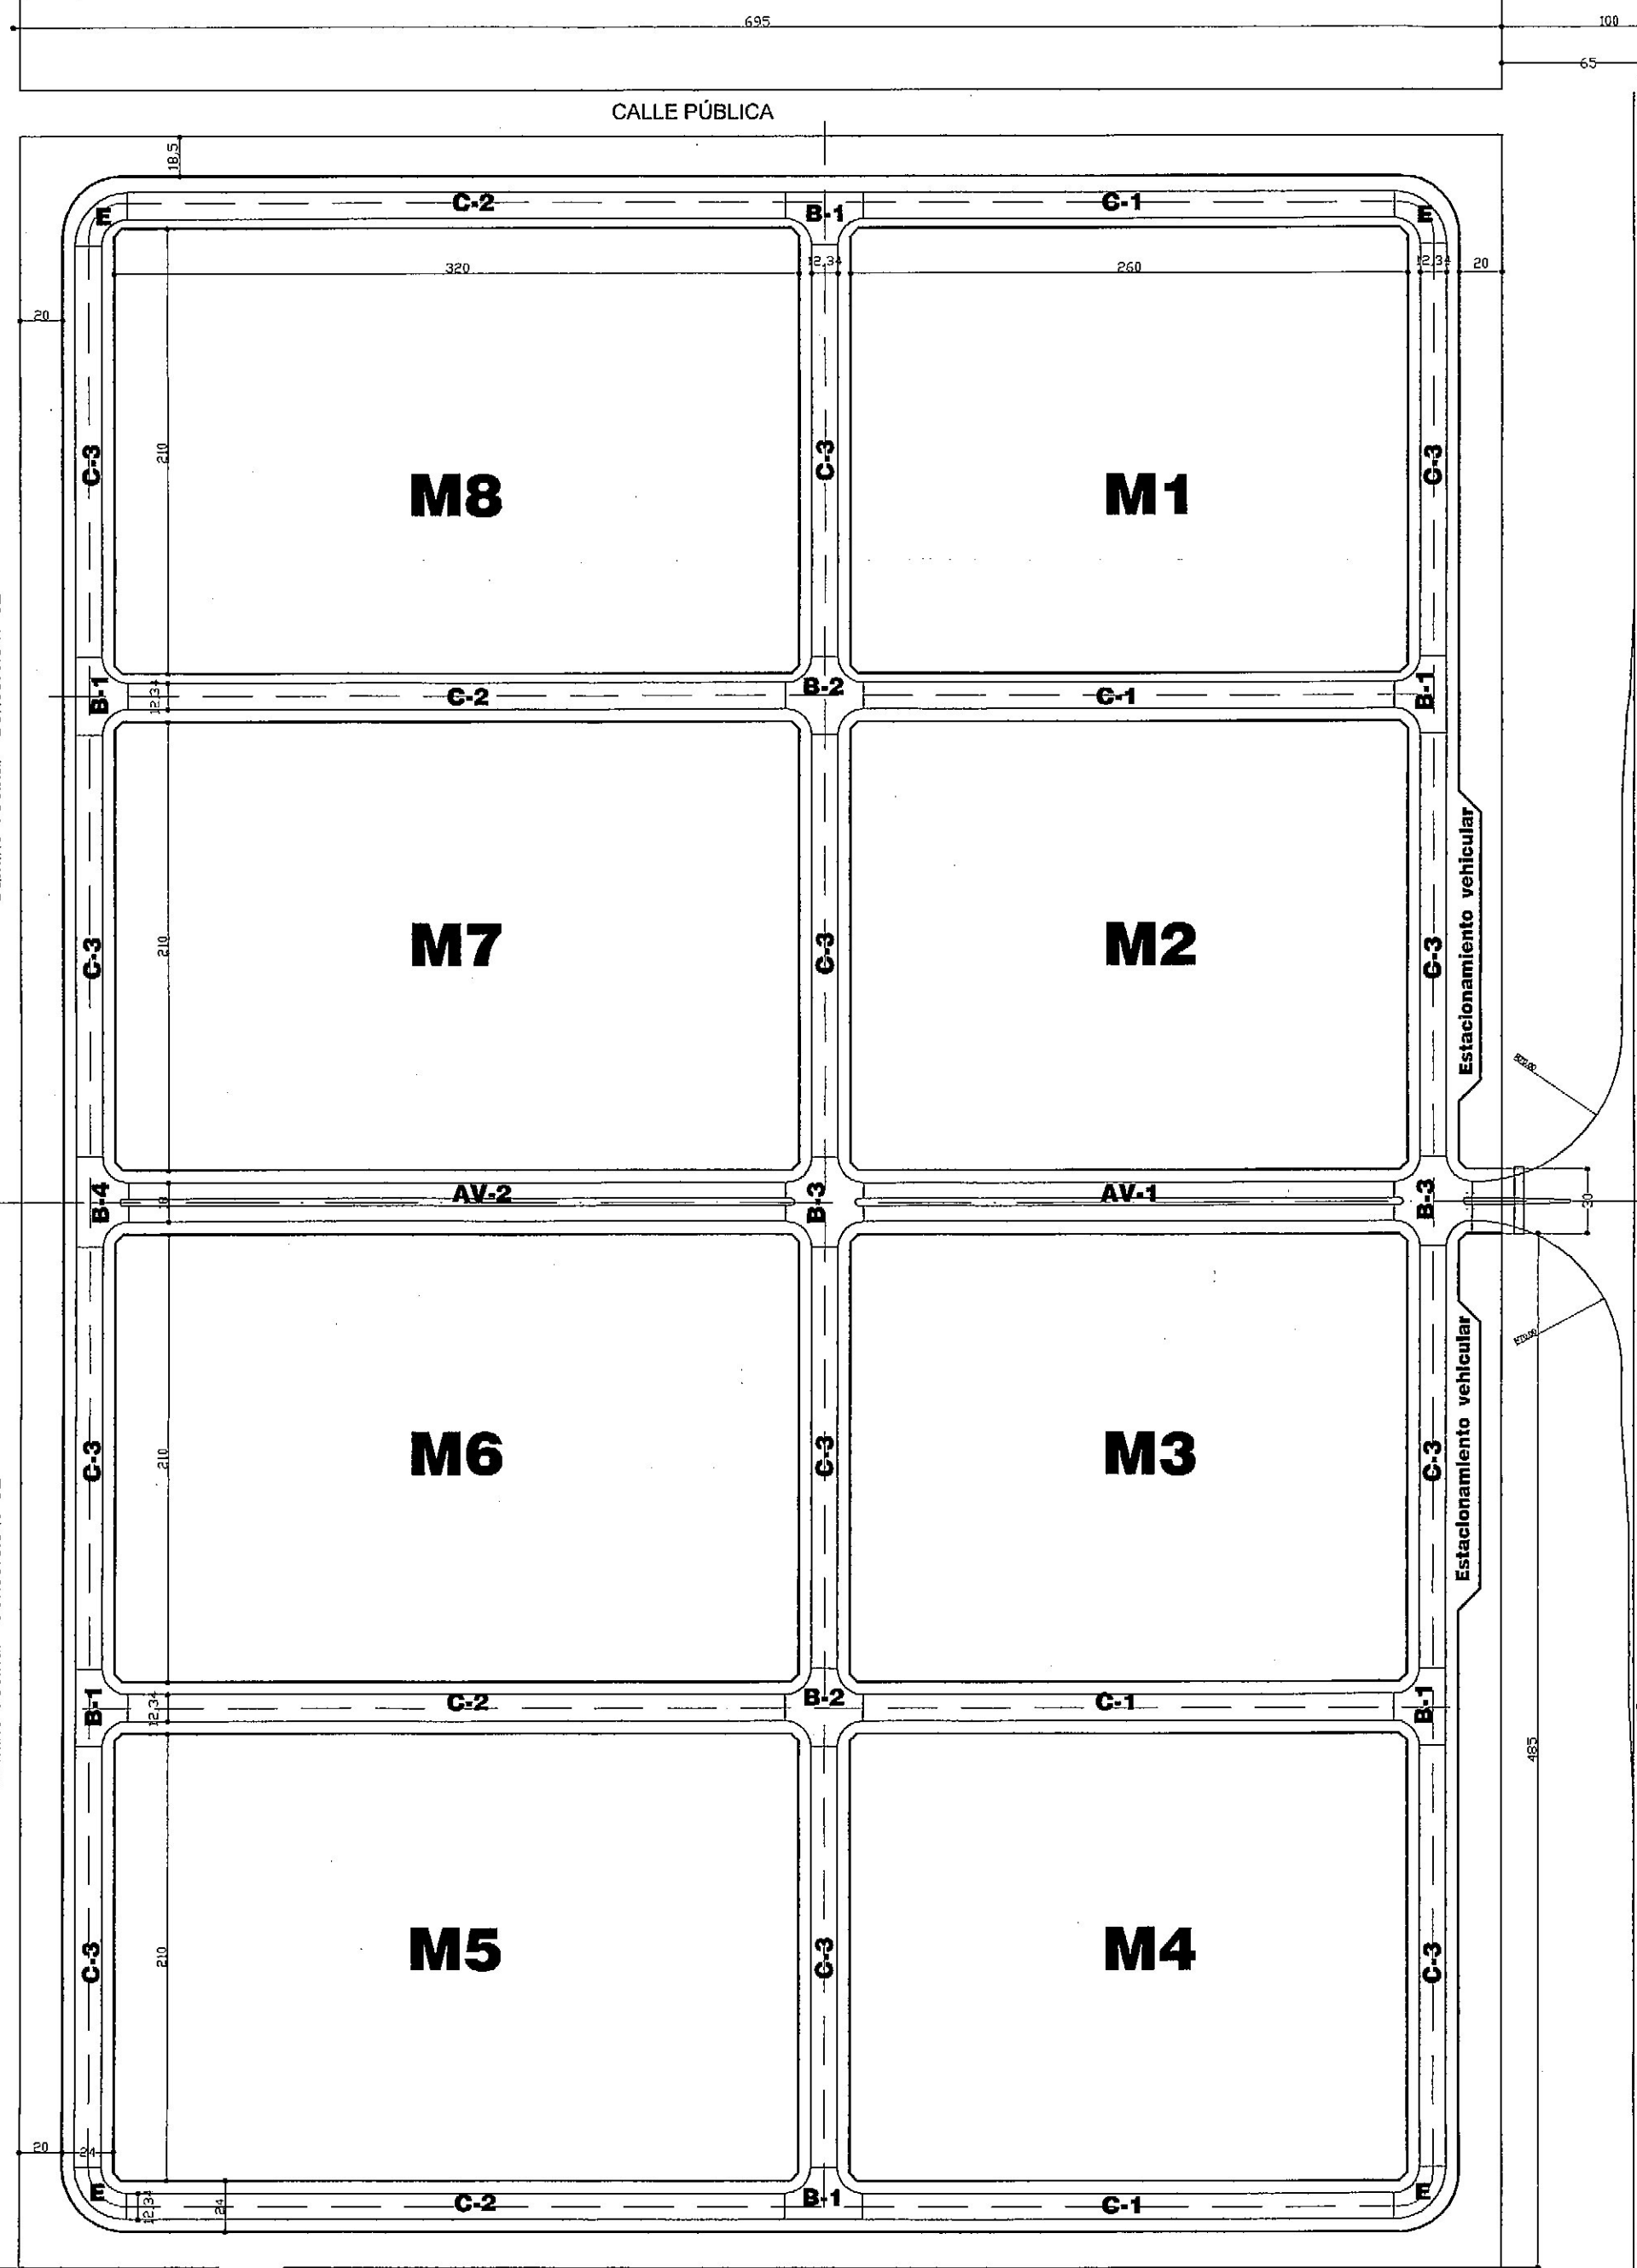 695
100
65
CALLE PÚBLICA
18,5
C-2
C-1
E
B-1
E
320
12,34
260
12,34
20
20
C-3
210
M8
C-3
M1
C-3
B-1
12,34
C-2
B-2
C-1
B-1
C-3
210
M7
C-3
M2
C-3
Estacionamiento vehicular
B-4
18
AV-2
B-3
AV-1
B-3
30
C-3
210
M6
C-3
M3
C-3
Estacionamiento vehicular
B-1
12,34
C-2
B-2
C-1
B-1
485
C-3
210
M5
C-3
M4
C-3
20
24
E
12,34
24
C-2
B-1
C-1
E